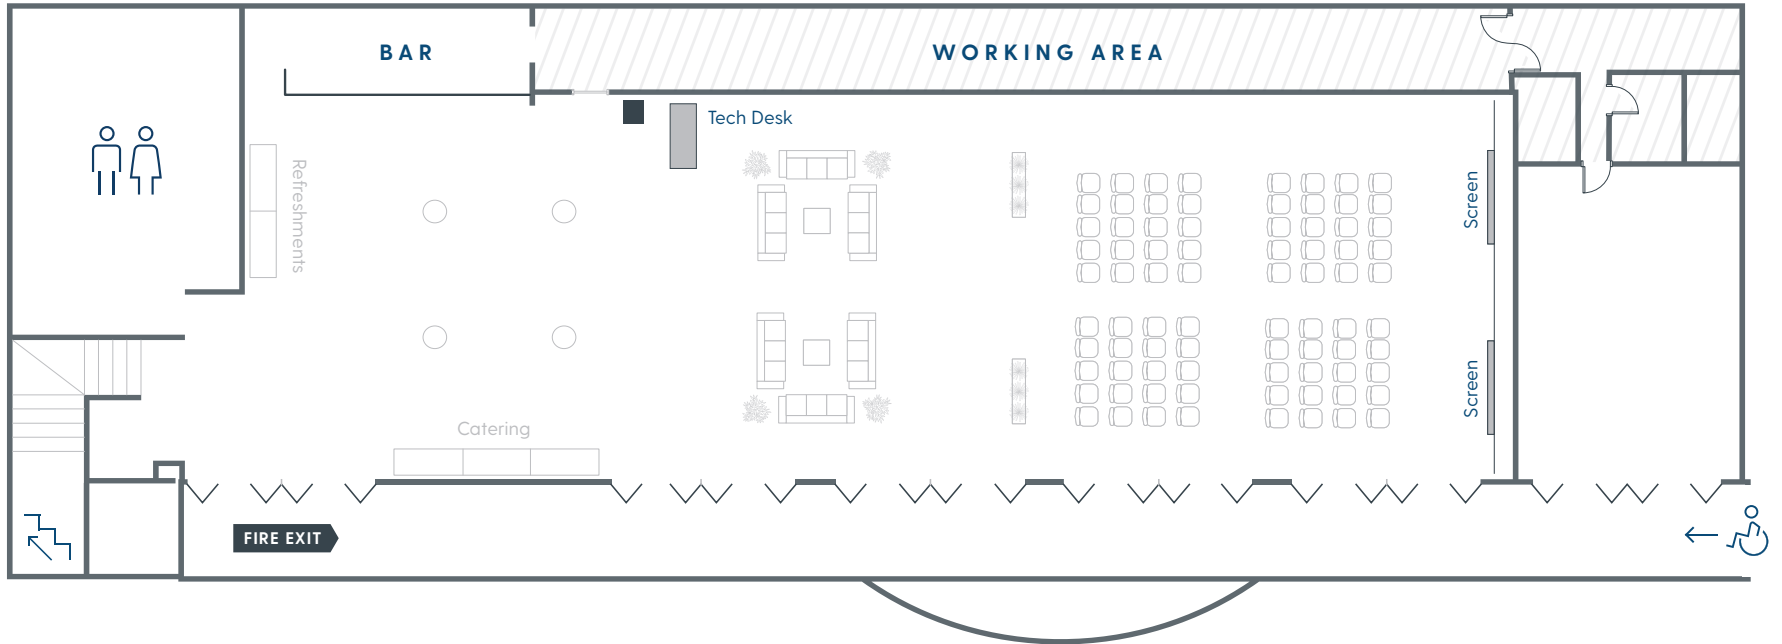 BAR
WORKING AREA
Tech Desk
Refreshments
Screen
Screen
Catering
FIRE EXIT